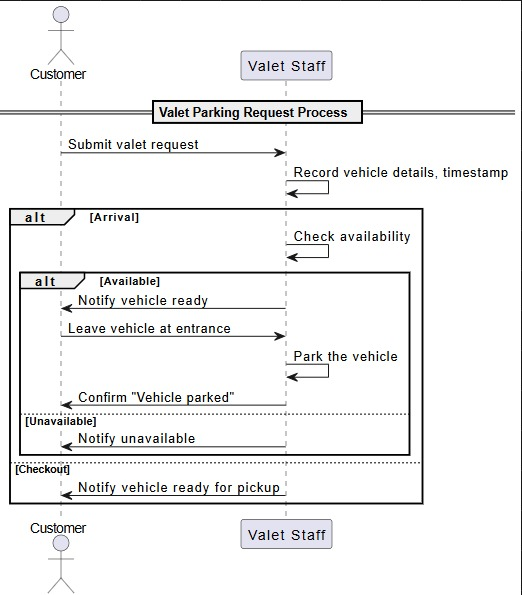 Customer
Valet Staff
Valet Parking Request Process
Submit valet request
Record vehicle details, timestamp
alt [Arrival]
Check availability
alt [Available]
Notify vehicle ready
Leave vehicle at entrance
Park the vehicle
Confirm "Vehicle parked"
[Unavailable]
Notify unavailable
[Checkout]
Notify vehicle ready for pickup
Customer
Valet Staff